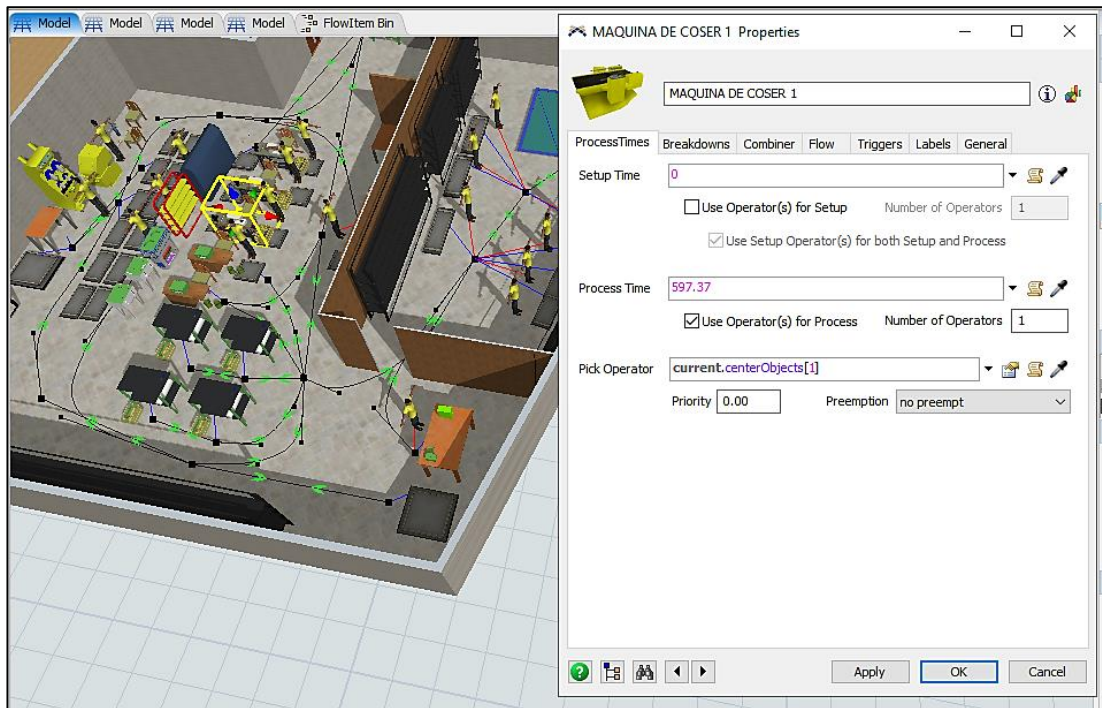 Model Model Model Model FlowItem Bin
MAQUINA DE COSER 1 Properties
MAQUINA DE COSER 1
ProcessTimes Breakdowns Combiner Flow Triggers Labels General
Setup Time 0
Use Operator(s) for Setup Number of Operators 1
Use Setup Operator(s) for both Setup and Process
Process Time 597.37
Use Operator(s) for Process Number of Operators 1
Pick Operator current.centerObjects[1]
Priority 0.00 Preemption no preempt
Apply OK Cancel